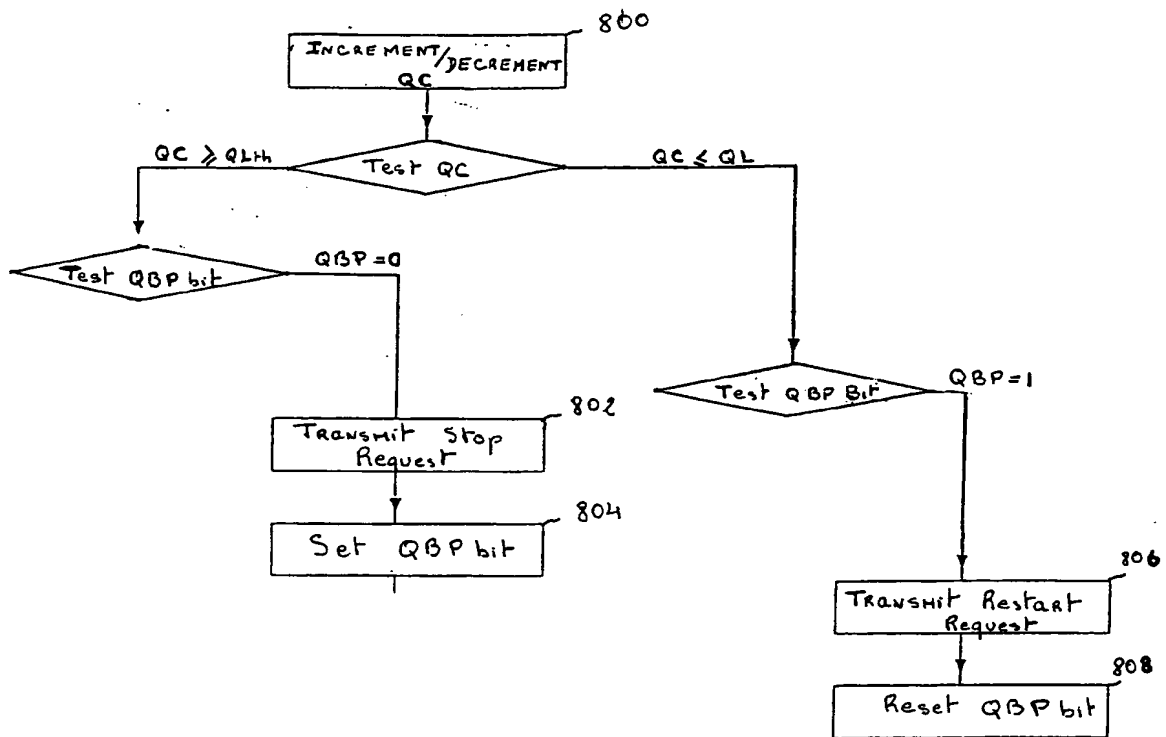 800
INCREMENT/DECREMENT
QC
QC ≥ QLth
Test QC
QC ≤ QL
Test QBP bit
QBP=0
Test QBP Bit
QBP=1
802
Transmit Stop
Request
804
Set QBP bit
806
Transmit Restart
Request
808
Reset QBP bit